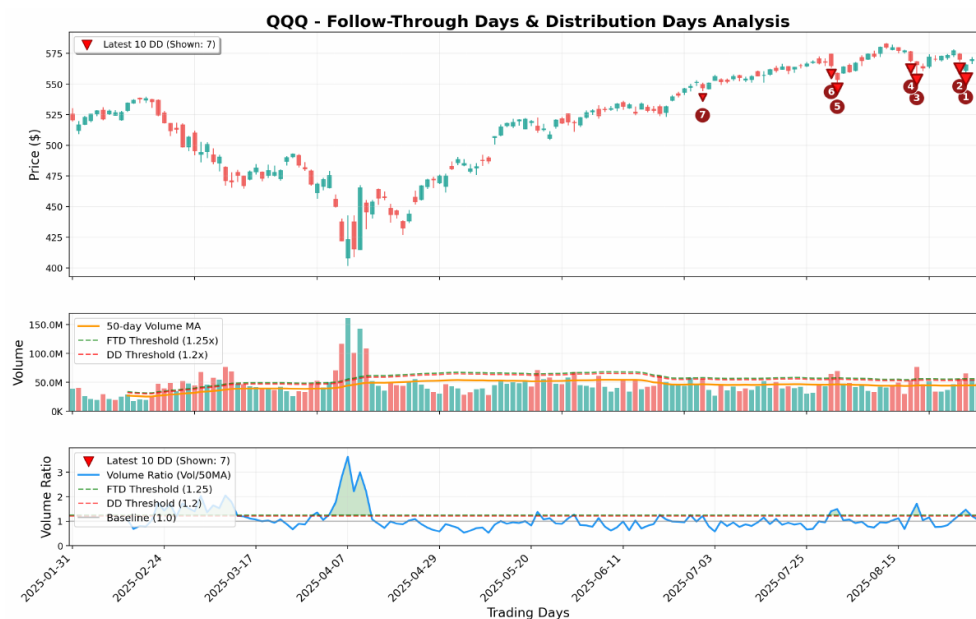 QQQ - Follow-Through Days & Distribution Days Analysis
Latest 10 DD (Shown: 7)
575
550
525
500
475
450
425
400
Price ($)
7
6
5
4
3
2
1
50-day Volume MA
FTD Threshold (1.25x)
DD Threshold (1.2x)
150.0M
100.0M
50.0M
0K
Volume
Latest 10 DD (Shown: 7)
Volume Ratio (Vol/50MA)
FTD Threshold (1.25)
DD Threshold (1.2)
Baseline (1.0)
3
2
1
0
Volume Ratio
2025-01-31
2025-02-24
2025-03-17
2025-04-07
2025-04-29
2025-05-20
2025-06-11
2025-07-03
2025-07-25
2025-08-15
Trading Days